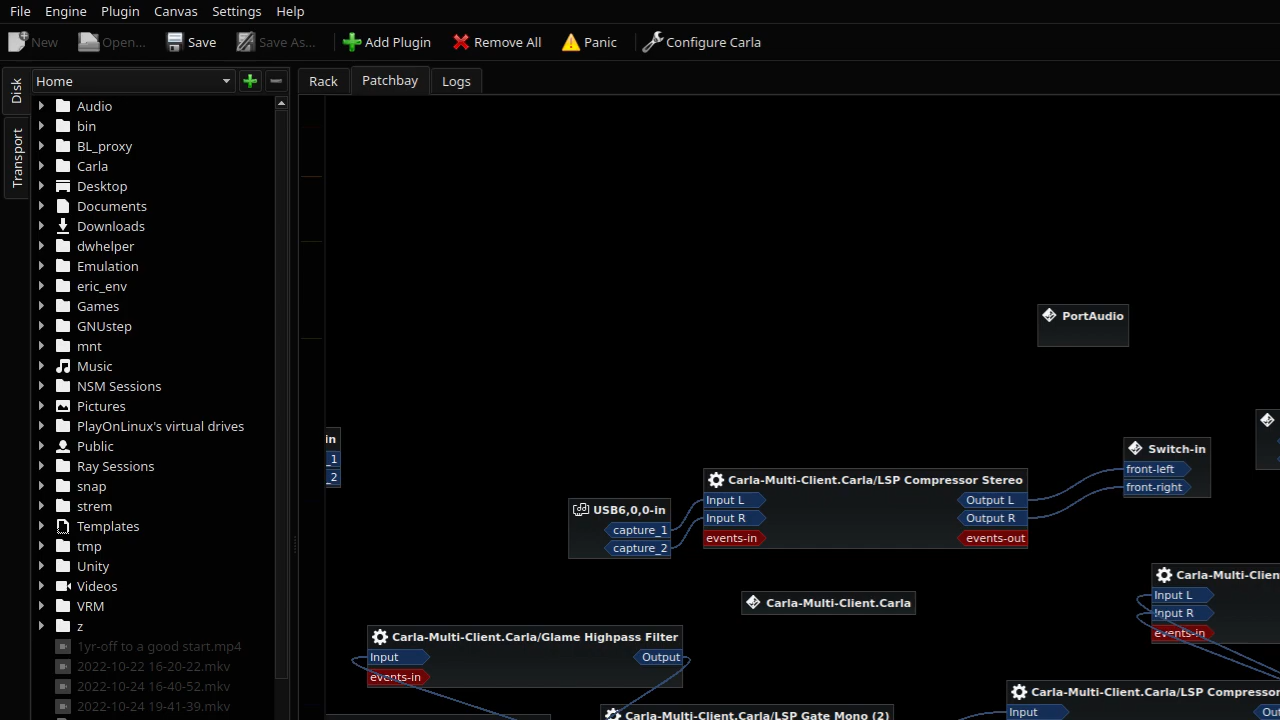 File Engine Plugin Canvas Settings Help
New Open... Save Save As... Add Plugin Remove All Panic Configure Carla
Disk
Transport
Home
Rack Patchbay Logs
Audio
bin
BL_proxy
Carla
Desktop
Documents
Downloads
dwhelper
Emulation
eric_env
Games
GNUstep
mnt
Music
NSM Sessions
Pictures
PlayOnLinux's virtual drives
Public
Ray Sessions
snap
strem
Templates
tmp
Unity
Videos
VRM
z
1yr-off to a good start.mp4
2022-10-22 16-20-22.mkv
2022-10-24 16-40-52.mkv
2022-10-24 19-41-39.mkv
PortAudio
in
_1
_2
USB6,0,0-in
capture_1
capture_2
Carla-Multi-Client.Carla/LSP Compressor Stereo
Input L Output L
Input R Output R
events-in events-out
Switch-in
front-left
front-right
Carla-Multi-Client.Carla
Carla-Multi-Clien
Input L
Input R
events-in
Carla-Multi-Client.Carla/Glame Highpass Filter
Input Output
events-in
Carla-Multi-Client.Carla/LSP Gate Mono (2)
Carla-Multi-Client.Carla/LSP Compressor
Input Ou